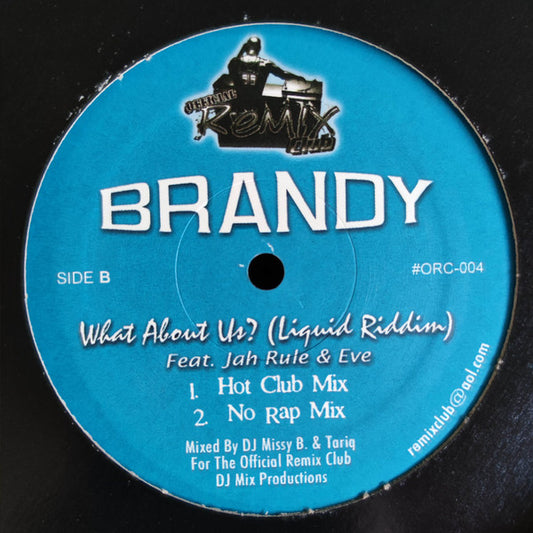 OFFICIAL
REMIX
CLUB
BRANDY
SIDE B
#ORC-004
What About Us? (Liquid Riddim)
Feat. Jah Rule & Eve
1. Hot Club Mix
2. No Rap Mix
Mixed By DJ Missy B. & Tariq
For The Official Remix Club
DJ Mix Productions
remixclub@aol.com